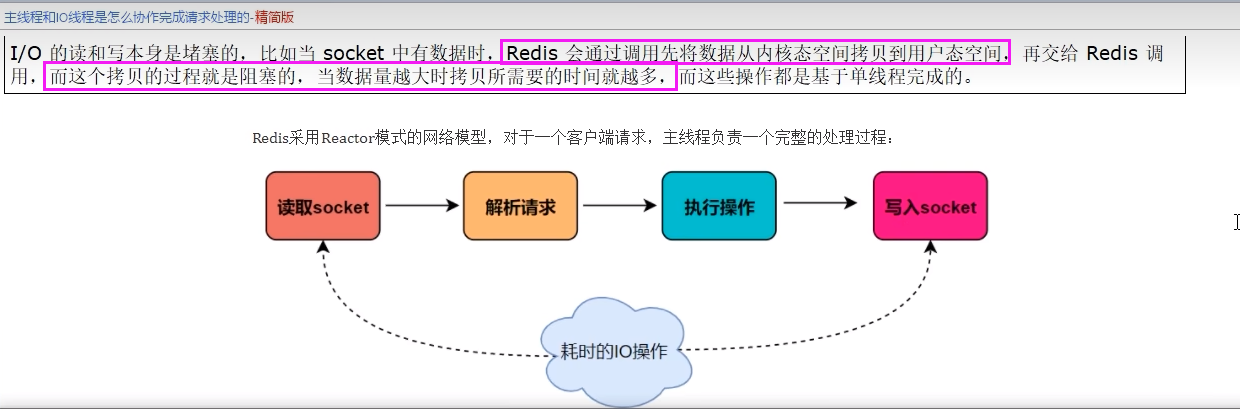 主线程和IO线程是怎么协作完成请求处理的-精简版
I/O 的读和写本身是堵塞的，比如当 socket 中有数据时，Redis 会通过调用先将数据从内核态空间拷贝到用户态空间，再交给 Redis 调
用，而这个拷贝的过程就是阻塞的，当数据量越大时拷贝所需要的时间就越多，而这些操作都是基于单线程完成的。
Redis采用Reactor模式的网络模型，对于一个客户端请求，主线程负责一个完整的处理过程：
读取socket
解析请求
执行操作
写入socket
耗时的IO操作